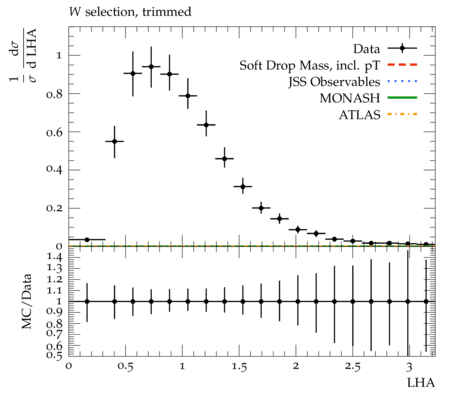 W selection, trimmed
1/σ dσ/d LHA
1
0.8
0.6
0.4
0.2
0
Data
Soft Drop Mass, incl. pT
JSS Observables
MONASH
ATLAS
MC/Data
1.4
1.3
1.2
1.1
1
0.9
0.8
0.7
0.6
0.5
0 0.5 1 1.5 2 2.5 3
LHA